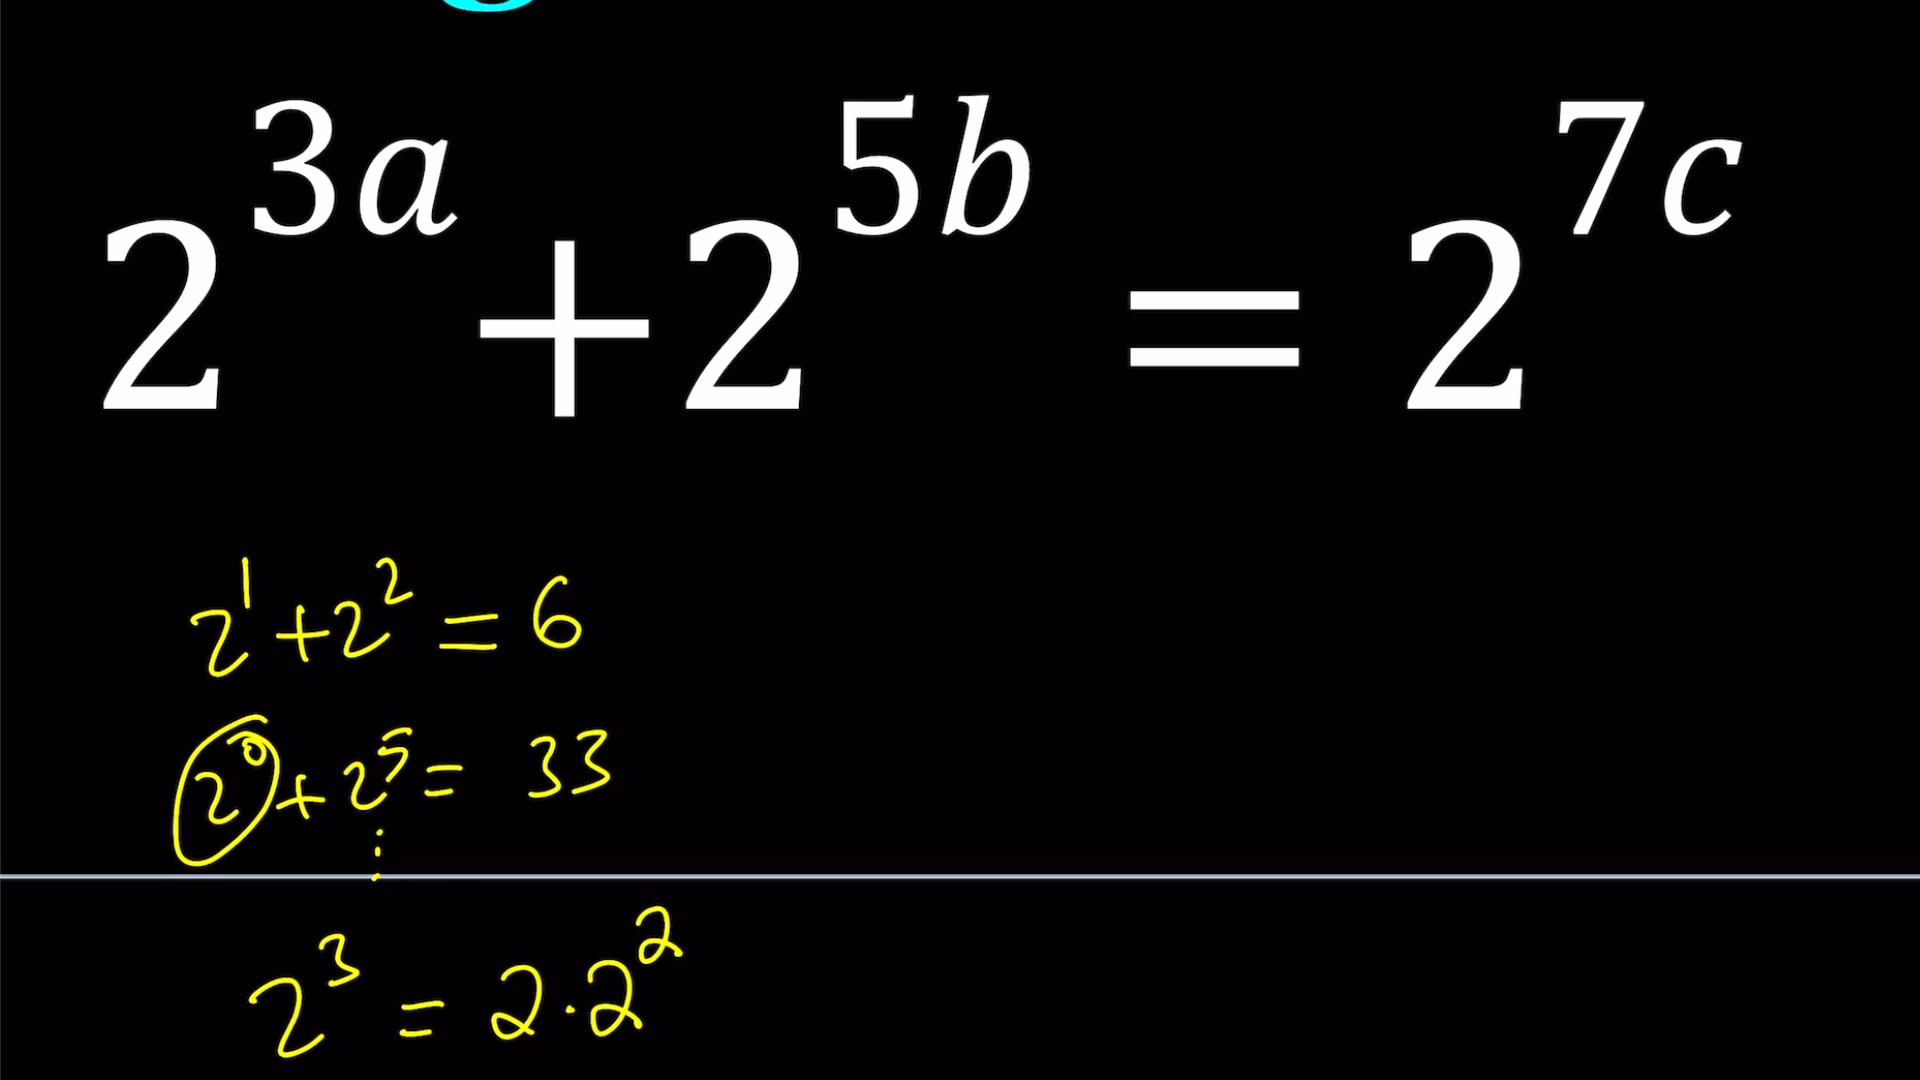 2^{3a} + 2^{5b} = 2^{7c}
2^1 + 2^2 = 6
2^0 + 2^5 = 33
⋮
2^3 = 2 · 2^2